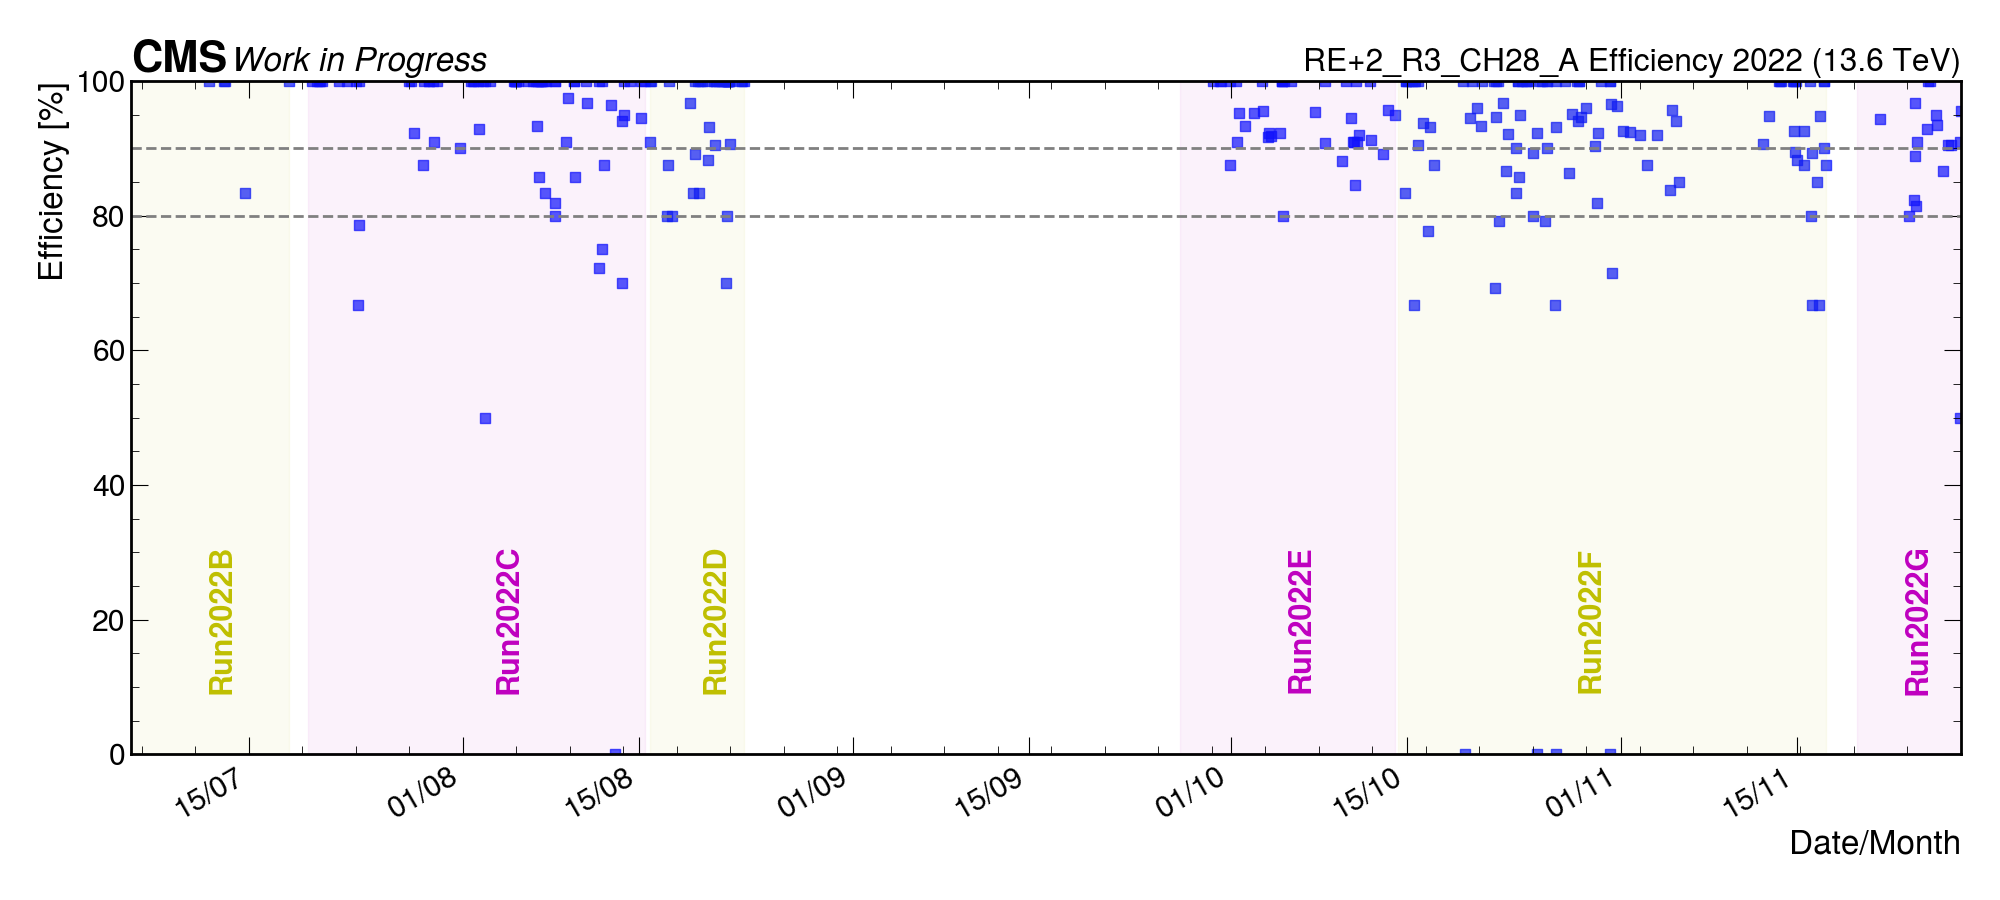 CMS Work in Progress
RE+2_R3_CH28_A Efficiency 2022 (13.6 TeV)
Efficiency [%]
100
80
60
40
20
0
Run2022B
Run2022C
Run2022D
Run2022E
Run2022F
Run2022G
15/07
01/08
15/08
01/09
15/09
01/10
15/10
01/11
15/11
Date/Month